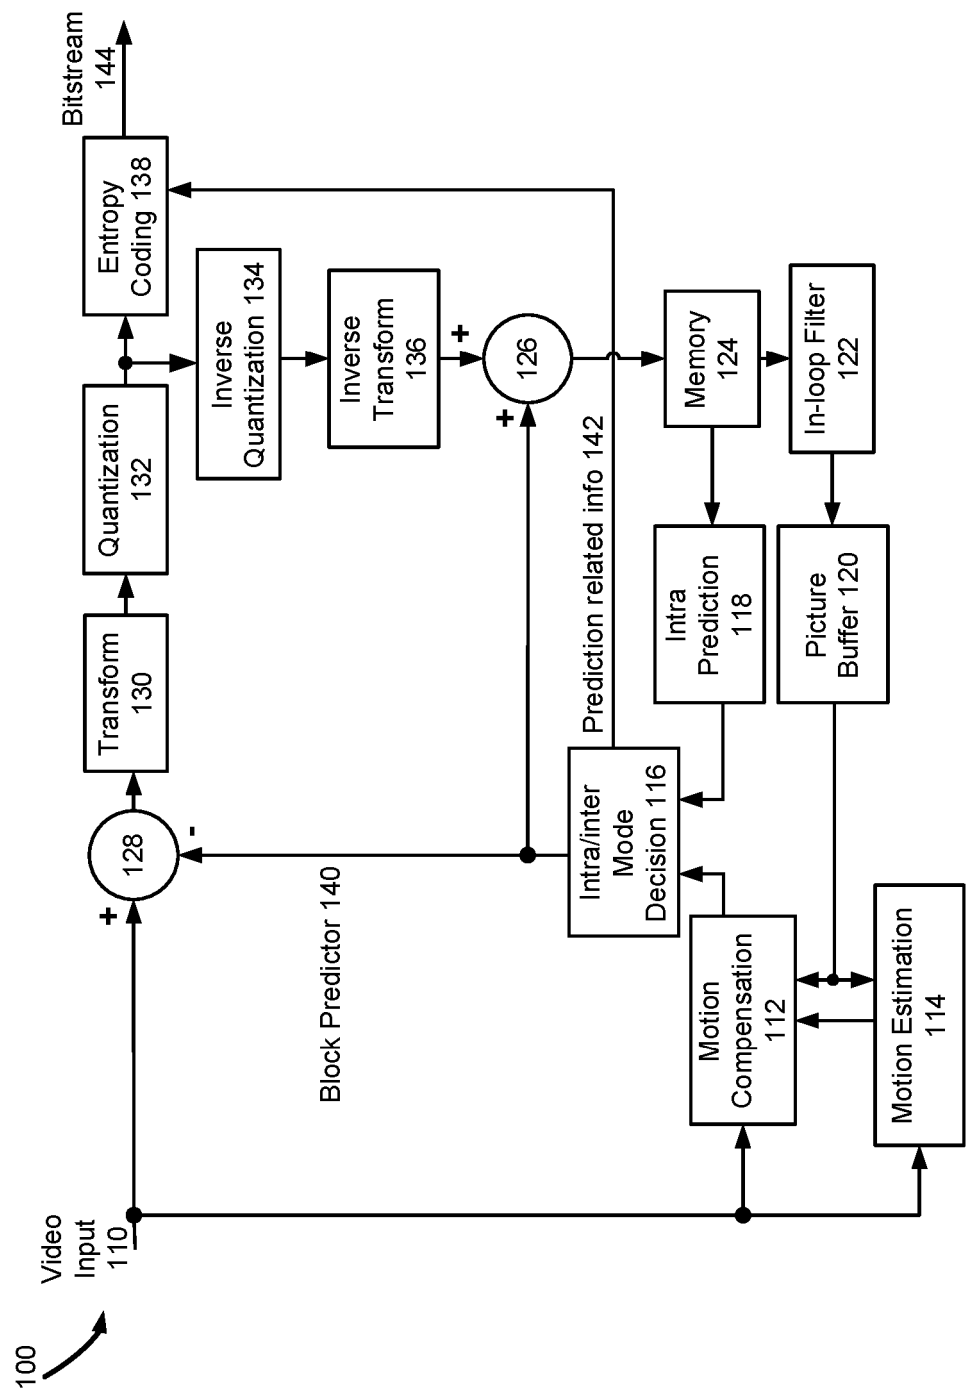 100
Video
Input
110
+
128
-
Transform
130
Quantization
132
Entropy
Coding 138
Bitstream
144
Inverse
Quantization 134
Inverse
Transform
136
+
+
126
Block Predictor 140
Prediction related info 142
Intra/inter
Mode
Decision 116
Intra
Prediction
118
Memory
124
In-loop Filter
122
Picture
Buffer 120
Motion
Compensation
112
Motion Estimation
114